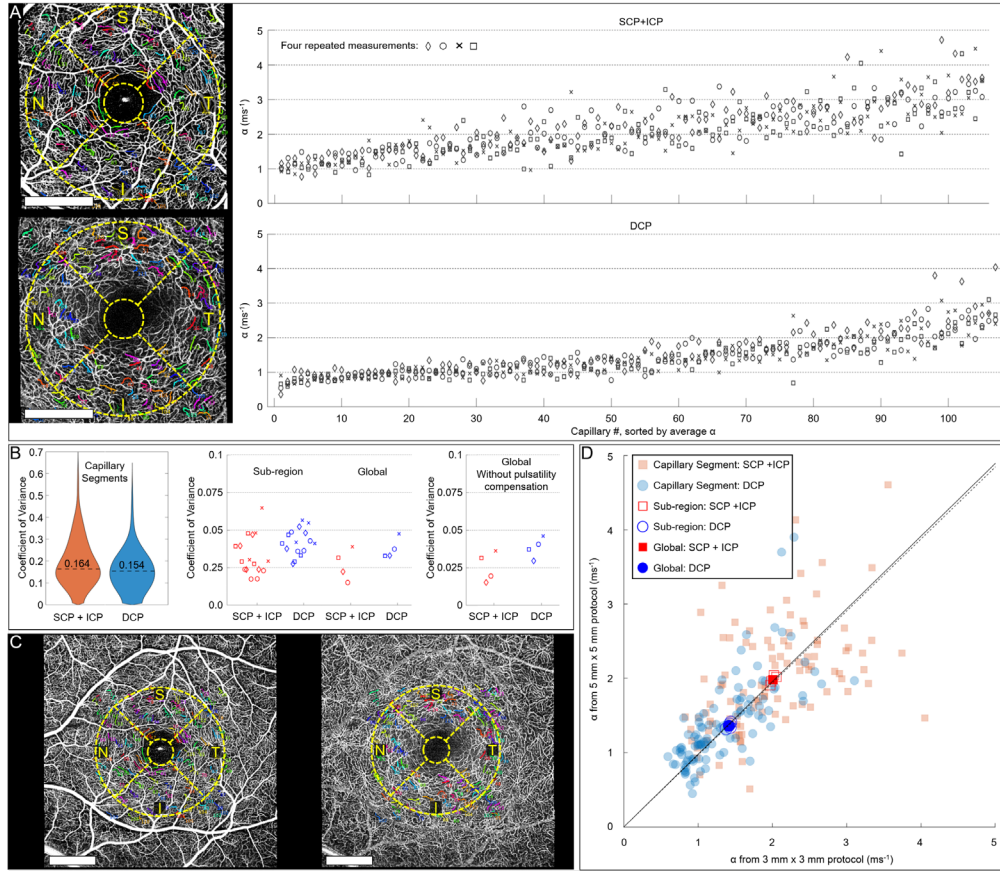 A
S
N
T
I
S
N
T
I
SCP+ICP
Four repeated measurements: ◊ ○ × □
α (ms⁻¹)
5
4
3
2
1
0
DCP
α (ms⁻¹)
5
4
3
2
1
0
0 10 20 30 40 50 60 70 80 90 100
Capillary #, sorted by average α
B
Coefficient of Variance
0.7
0.6
0.5
0.4
0.3
0.2
0.1
0
Capillary
Segments
0.164
0.154
SCP + ICP DCP
Coefficient of Variance
0.1
0.075
0.05
0.025
0
Sub-region Global
SCP + ICP DCP SCP + ICP DCP
Coefficient of Variance
0.1
0.075
0.05
0.025
0
Global
Without pulsatility
compensation
SCP + ICP DCP
C
S
N
T
I
S
N
T
I
D
Capillary Segment: SCP +ICP
Capillary Segment: DCP
Sub-region: SCP +ICP
Sub-region: DCP
Global: SCP + ICP
Global: DCP
α from 5 mm x 5 mm protocol (ms⁻¹)
5
4
3
2
1
0
0 1 2 3 4 5
α from 3 mm x 3 mm protocol (ms⁻¹)